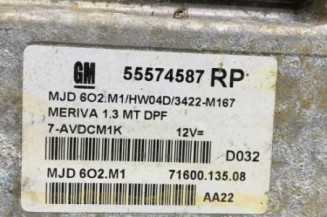 GM 55574587 RP
MJD 6O2.M1/HW04D/3422-M167
MERIVA 1.3 MT DPF
7-AVDCM1K 12V=
D032
MJD 6O2.M1 71600.135.08
AA22